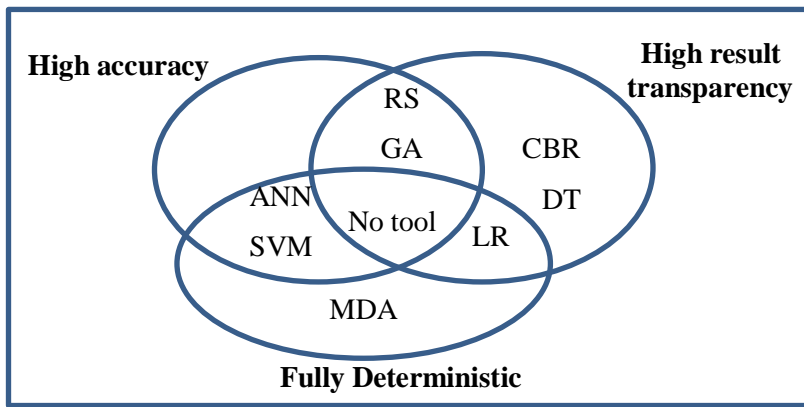 High accuracy
High result
transparency
RS
GA
CBR
DT
ANN
No tool
LR
SVM
MDA
Fully Deterministic